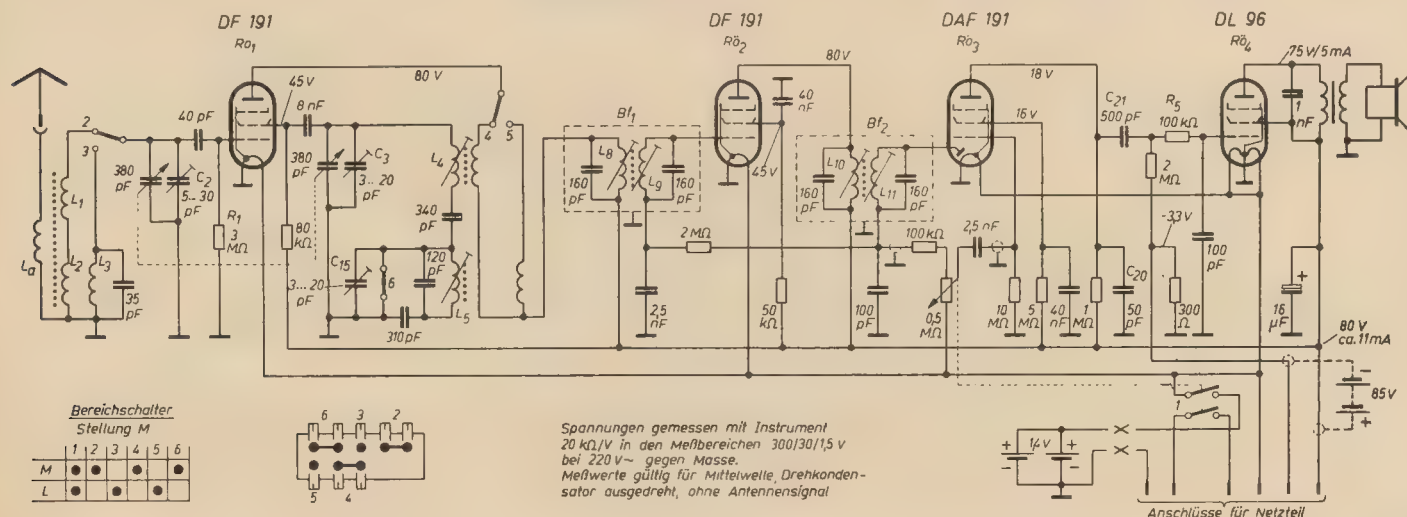 DF 191
Rö1
DF 191
Rö2
DAF 191
Rö3
DL 96
Rö4
45 V
80 V
80 V
18 V
16 V
75 V/5 mA
2
3
40 pF
8 nF
380 pF
C2
5...30 pF
R1
3 MΩ
L1
La
L2
L3
35 pF
80 kΩ
380 pF
C3
3...20 pF
L4
4
5
340 pF
C15
3...20 pF
6
120 pF
L5
310 pF
Bf1
L8
160 pF
L9
160 pF
2 MΩ
2,5 nF
40 nF
45 V
50 kΩ
Bf2
L10
160 pF
L11
160 pF
100 kΩ
100 pF
0,5 MΩ
2,5 nF
10 MΩ
5 MΩ
40 nF
1 MΩ
C20
50 pF
C21
500 pF
R5
100 kΩ
2 MΩ
-3,3 V
300 Ω
100 pF
1 nF
+
16 µF
80 V
ca. 11 mA
−
85 V
+
1
+
−
1,4 V
+
−
Anschlüsse für Netzteil
Bereichschalter
Stellung M
1 2 3 4 5 6
M
L
6 3 2
5 4
Spannungen gemessen mit Instrument
20 kΩ/V in den Meßbereichen 300/30/1,5 V
bei 220 V~ gegen Masse.
Meßwerte gültig für Mittelwelle, Drehkonden-
sator ausgedreht, ohne Antennensignal